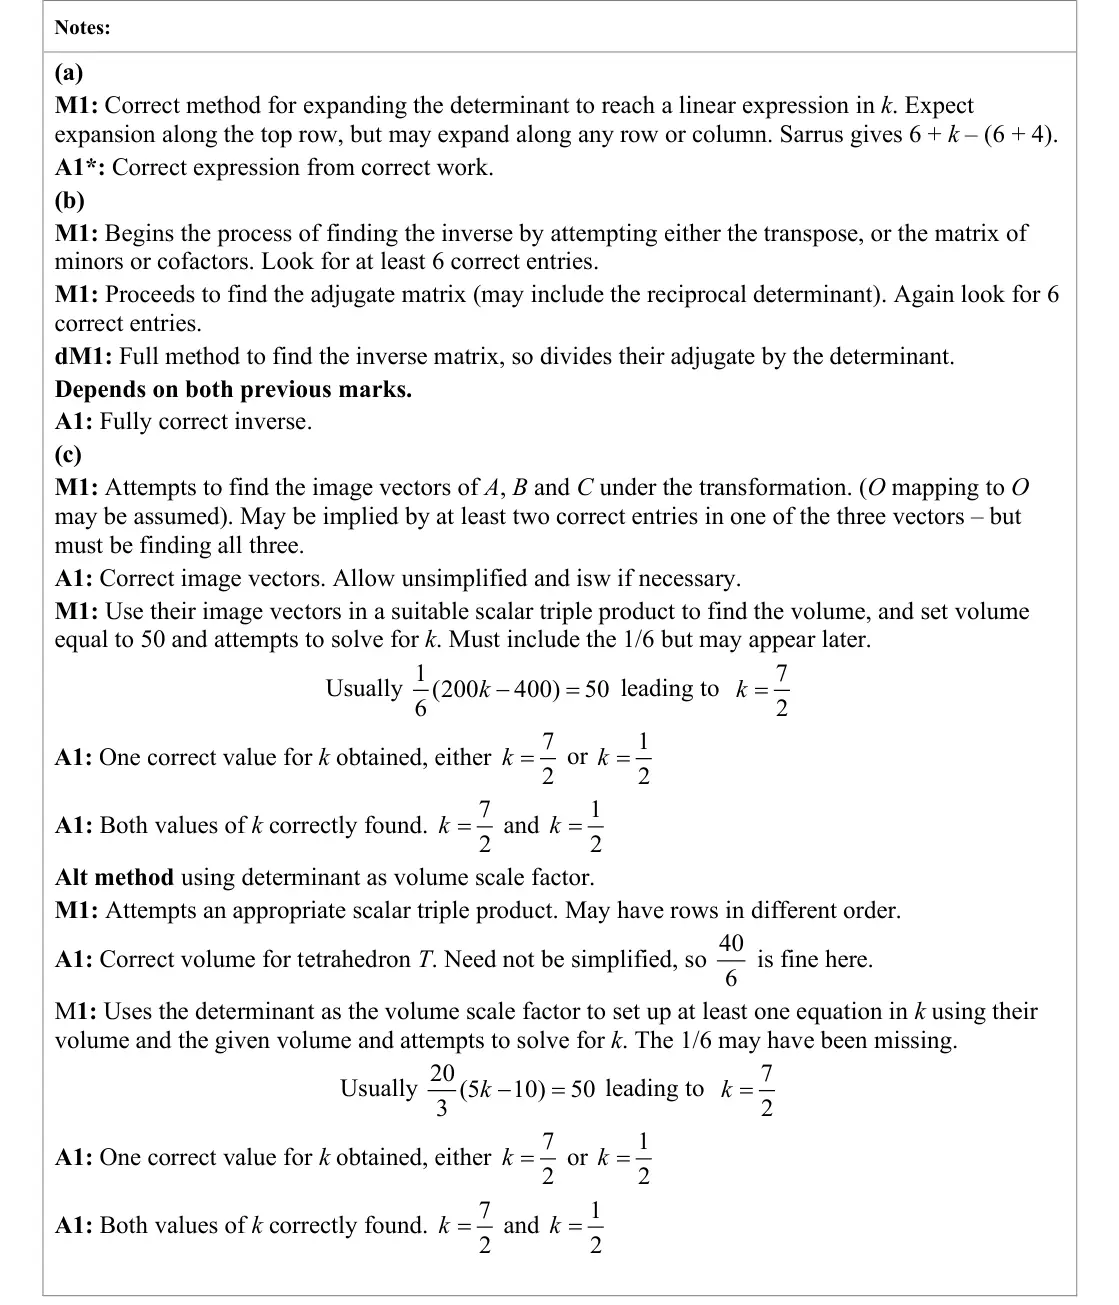 Notes:
(a)
M1: Correct method for expanding the determinant to reach a linear expression in k. Expect
expansion along the top row, but may expand along any row or column. Sarrus gives 6 + k – (6 + 4).
A1*: Correct expression from correct work.
(b)
M1: Begins the process of finding the inverse by attempting either the transpose, or the matrix of
minors or cofactors. Look for at least 6 correct entries.
M1: Proceeds to find the adjugate matrix (may include the reciprocal determinant). Again look for 6
correct entries.
dM1: Full method to find the inverse matrix, so divides their adjugate by the determinant.
Depends on both previous marks.
A1: Fully correct inverse.
(c)
M1: Attempts to find the image vectors of A, B and C under the transformation. (O mapping to O
may be assumed). May be implied by at least two correct entries in one of the three vectors – but
must be finding all three.
A1: Correct image vectors. Allow unsimplified and isw if necessary.
M1: Use their image vectors in a suitable scalar triple product to find the volume, and set volume
equal to 50 and attempts to solve for k. Must include the 1/6 but may appear later.
Usually 1/6 (200k – 400) = 50 leading to k = 7/2
A1: One correct value for k obtained, either k = 7/2 or k = 1/2
A1: Both values of k correctly found. k = 7/2 and k = 1/2
Alt method using determinant as volume scale factor.
M1: Attempts an appropriate scalar triple product. May have rows in different order.
A1: Correct volume for tetrahedron T. Need not be simplified, so 40/6 is fine here.
M1: Uses the determinant as the volume scale factor to set up at least one equation in k using their
volume and the given volume and attempts to solve for k. The 1/6 may have been missing.
Usually 20/3 (5k – 10) = 50 leading to k = 7/2
A1: One correct value for k obtained, either k = 7/2 or k = 1/2
A1: Both values of k correctly found. k = 7/2 and k = 1/2